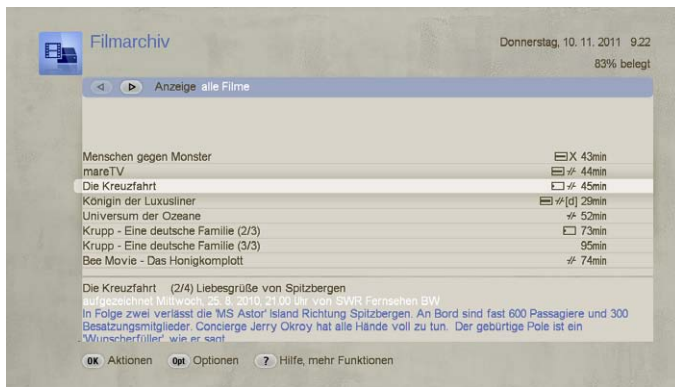 Filmarchiv
Donnerstag, 10. 11. 2011 9.22
83% belegt
Anzeige alle Filme
Menschen gegen Monster X 43min
mareTV 44min
Die Kreuzfahrt 45min
Königin der Luxusliner [d] 29min
Universum der Ozeane 52min
Krupp - Eine deutsche Familie (2/3) 73min
Krupp - Eine deutsche Familie (3/3) 95min
Bee Movie - Das Honigkomplott 74min
Die Kreuzfahrt (2/4) Liebesgrüße von Spitzbergen
aufgezeichnet Mittwoch, 25. 8. 2010, 21.00 Uhr von SWR Fernsehen BW
In Folge zwei verlässt die 'MS Astor' Island Richtung Spitzbergen. An Bord sind fast 600 Passagiere und 300
Besatzungsmitglieder. Concierge Jerry Okroy hat alle Hände voll zu tun. Der gebürtige Pole ist ein
'Wunscherfüller', wie er sagt
OK Aktionen Opt Optionen ? Hilfe, mehr Funktionen